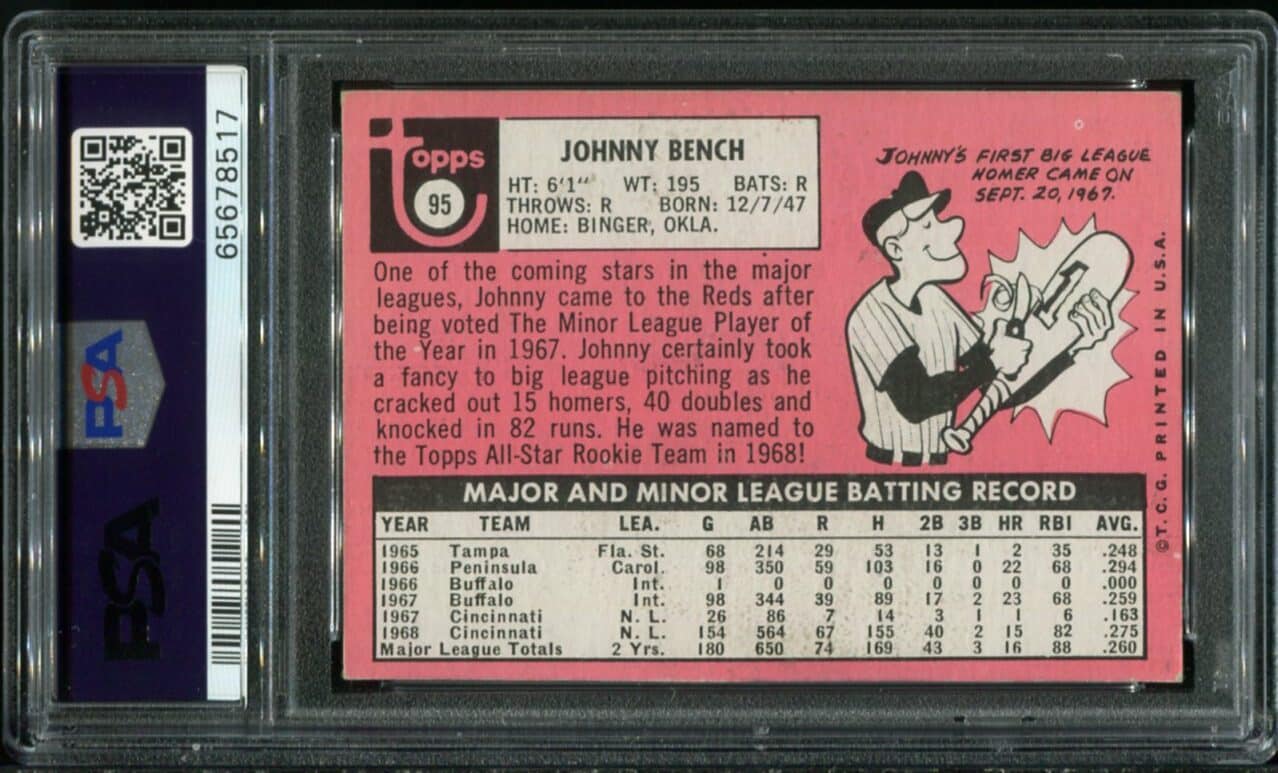 65678517
PSA
PSA
Topps
95
JOHNNY BENCH
HT: 6'1" WT: 195 BATS: R
THROWS: R BORN: 12/7/47
HOME: BINGER, OKLA.
JOHNNY'S FIRST BIG LEAGUE
HOMER CAME ON
SEPT. 20, 1967.
1
One of the coming stars in the major
leagues, Johnny came to the Reds after
being voted The Minor League Player of
the Year in 1967. Johnny certainly took
a fancy to big league pitching as he
cracked out 15 homers, 40 doubles and
knocked in 82 runs. He was named to
the Topps All-Star Rookie Team in 1968!
MAJOR AND MINOR LEAGUE BATTING RECORD
YEAR TEAM LEA. G AB R H 2B 3B HR RBI AVG.
1965 Tampa Fla. St. 68 214 29 53 13 1 2 35 .248
1966 Peninsula Carol. 98 350 59 103 16 0 22 68 .294
1966 Buffalo Int. 1 0 0 0 0 0 0 0 .000
1967 Buffalo Int. 98 344 39 89 17 2 23 68 .259
1967 Cincinnati N. L. 26 86 7 14 3 1 1 6 .163
1968 Cincinnati N. L. 154 564 67 155 40 2 15 82 .275
Major League Totals 2 Yrs. 180 650 74 169 43 3 16 88 .260
©T.C.G. PRINTED IN U.S.A.